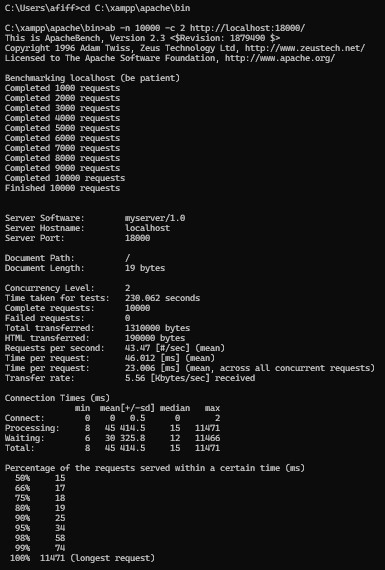 C:\Users\afiff>cd C:\xampp\apache\bin

C:\xampp\apache\bin>ab -n 10000 -c 2 http://localhost:18000/
This is ApacheBench, Version 2.3 <$Revision: 1879490 $>
Copyright 1996 Adam Twiss, Zeus Technology Ltd, http://www.zeustech.net/
Licensed to The Apache Software Foundation, http://www.apache.org/

Benchmarking localhost (be patient)
Completed 1000 requests
Completed 2000 requests
Completed 3000 requests
Completed 4000 requests
Completed 5000 requests
Completed 6000 requests
Completed 7000 requests
Completed 8000 requests
Completed 9000 requests
Completed 10000 requests
Finished 10000 requests


Server Software:        myserver/1.0
Server Hostname:        localhost
Server Port:            18000

Document Path:          /
Document Length:        19 bytes

Concurrency Level:      2
Time taken for tests:   230.062 seconds
Complete requests:      10000
Failed requests:        0
Total transferred:      1310000 bytes
HTML transferred:       190000 bytes
Requests per second:    43.47 [#/sec] (mean)
Time per request:       46.012 [ms] (mean)
Time per request:       23.006 [ms] (mean, across all concurrent requests)
Transfer rate:          5.56 [Kbytes/sec] received

Connection Times (ms)
              min  mean[+/-sd] median   max
Connect:        0    0   0.5      0       2
Processing:     8   45 414.5     15   11471
Waiting:        6   30 325.8     12   11466
Total:          8   45 414.5     15   11471

Percentage of the requests served within a certain time (ms)
  50%     15
  66%     17
  75%     18
  80%     19
  90%     25
  95%     34
  98%     58
  99%     74
 100%  11471 (longest request)